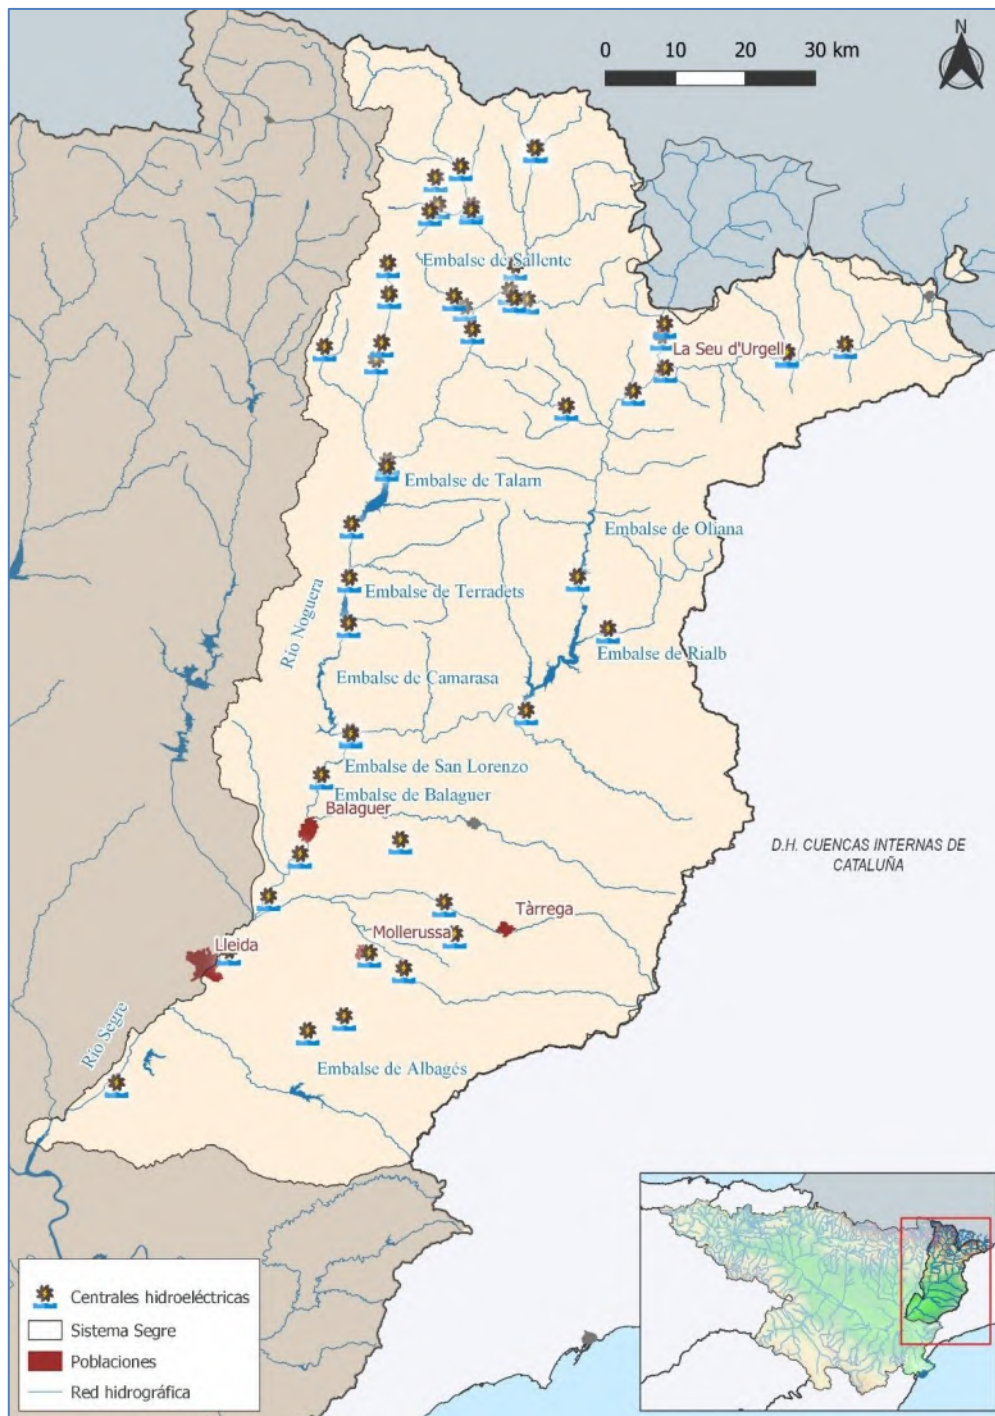 N
0 10 20 30 km
Embalse de Sallente
La Seu d'Urgell
Embalse de Talarn
Embalse de Oliana
Río Noguera
Embalse de Terradets
Embalse de Rialb
Embalse de Camarasa
Embalse de San Lorenzo
Embalse de Balaguer
Balaguer
D.H. CUENCAS INTERNAS DE
CATALUÑA
Tàrrega
Mollerussa
Lleida
Río Segre
Embalse de Albagés
Centrales hidroeléctricas
Sistema Segre
Poblaciones
Red hidrográfica